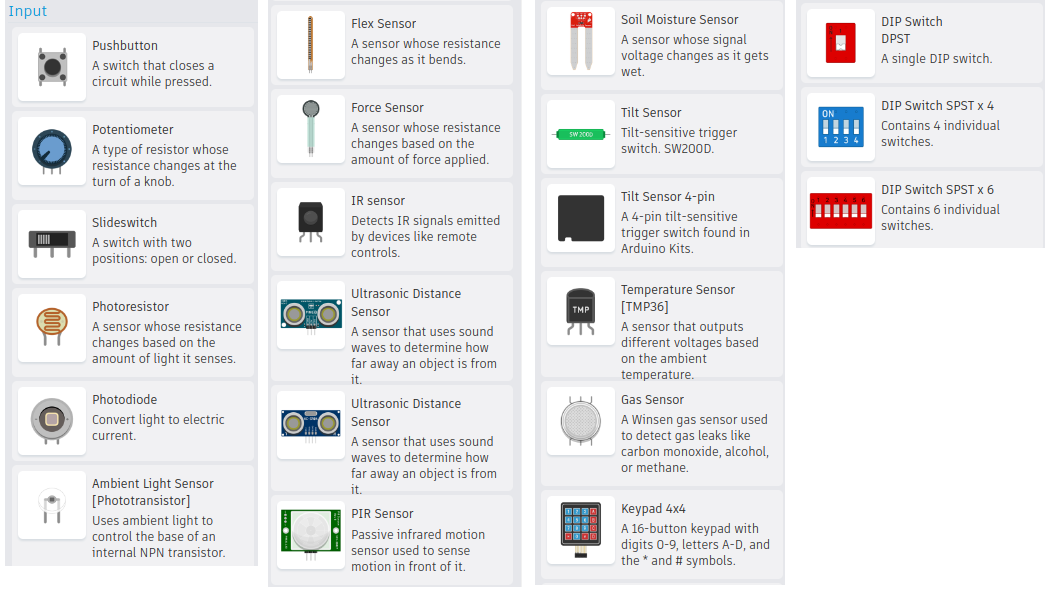 Input
Pushbutton
A switch that closes a
circuit while pressed.
Potentiometer
A type of resistor whose
resistance changes at the
turn of a knob.
Slideswitch
A switch with two
positions: open or closed.
Photoresistor
A sensor whose resistance
changes based on the
amount of light it senses.
Photodiode
Convert light to electric
current.
Ambient Light Sensor
[Phototransistor]
Uses ambient light to
control the base of an
internal NPN transistor.
Flex Sensor
A sensor whose resistance
changes as it bends.
Force Sensor
A sensor whose resistance
changes based on the
amount of force applied.
IR sensor
Detects IR signals emitted
by devices like remote
controls.
Ultrasonic Distance
Sensor
A sensor that uses sound
waves to determine how
far away an object is from
it.
Ultrasonic Distance
Sensor
A sensor that uses sound
waves to determine how
far away an object is from
it.
PIR Sensor
Passive infrared motion
sensor used to sense
motion in front of it.
Soil Moisture Sensor
A sensor whose signal
voltage changes as it gets
wet.
SW 200D
Tilt Sensor
Tilt-sensitive trigger
switch. SW200D.
Tilt Sensor 4-pin
A 4-pin tilt-sensitive
trigger switch found in
Arduino Kits.
TMP
Temperature Sensor
[TMP36]
A sensor that outputs
different voltages based
on the ambient
temperature.
Gas Sensor
A Winsen gas sensor used
to detect gas leaks like
carbon monoxide, alcohol,
or methane.
Keypad 4x4
A 16-button keypad with
digits 0-9, letters A-D, and
the * and # symbols.
DIP Switch
DPST
A single DIP switch.
ON
1 2 3 4
DIP Switch SPST x 4
Contains 4 individual
switches.
1 2 3 4 5 6
DIP Switch SPST x 6
Contains 6 individual
switches.